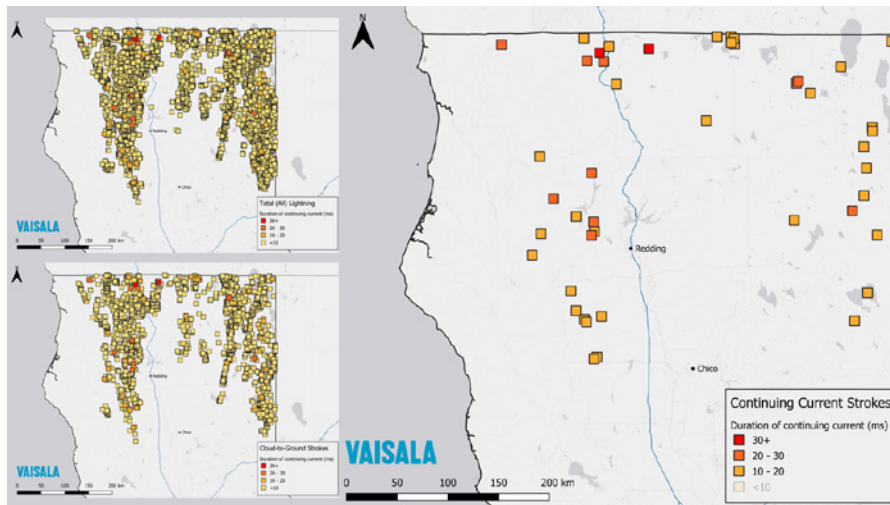 N
Redding
Chico
VAISALA
Total (All) Lightning
Duration of continuing current (ms)
30+
20 - 30
10 - 20
<10
0 50 100 150 200 km
Redding
Chico
VAISALA
Cloud-to-Ground Strokes
Duration of continuing current (ms)
30+
20 - 30
10 - 20
<10
0 50 100 150 200 km
N
Redding
Chico
VAISALA
Continuing Current Strokes
Duration of continuing current (ms)
30+
20 - 30
10 - 20
<10
0 50 100 150 200 km